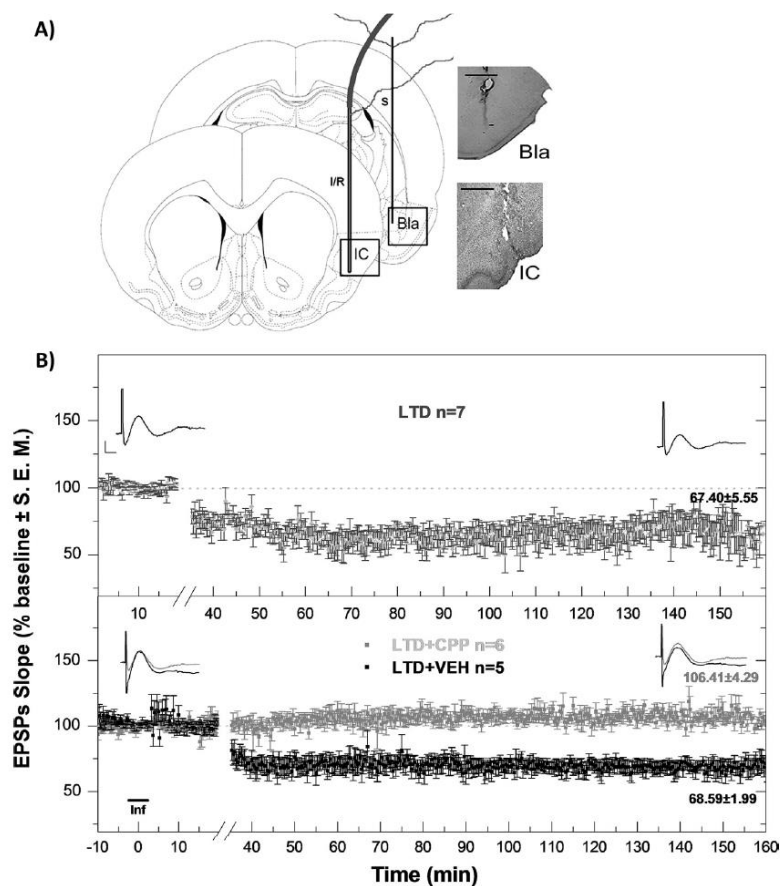 A)
S
I/R
Bla
IC
Bla
IC
B)
EPSPs Slope (% baseline ± S. E. M.)
LTD n=7
150
100
50
67.40±5.55
10 40 50 60 70 80 90 100 110 120 130 140 150
LTD+CPP n=6
LTD+VEH n=5
150
100
50
106.41±4.29
68.59±1.99
Inf
-10 0 10 40 50 60 70 80 90 100 110 120 130 140 150 160
Time (min)